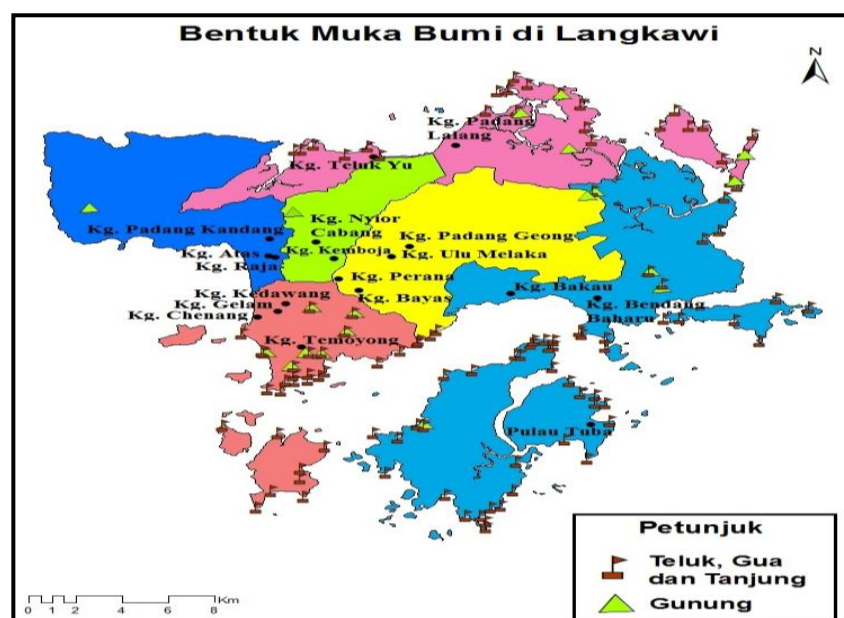 Bentuk Muka Bumi di Langkawi
N
Kg. Padang
Lalang
Kg. Teluk Yu
Kg. Nyior
Cabang
Kg. Padang Kandang
Kg. Padang Geong
Kg. Atas
Kg. Kemboja
Kg. Ulu Melaka
Kg. Raja
Kg. Perana
Kg. Kedawang
Kg. Bayas
Kg. Bakau
Kg. Gelam
Kg. Bendang
Baharu
Kg. Chenang
Kg. Temoyong
Pulau Tuba
Petunjuk
Teluk, Gua
dan Tanjung
Gunung
Km
0 1 2 4 6 8